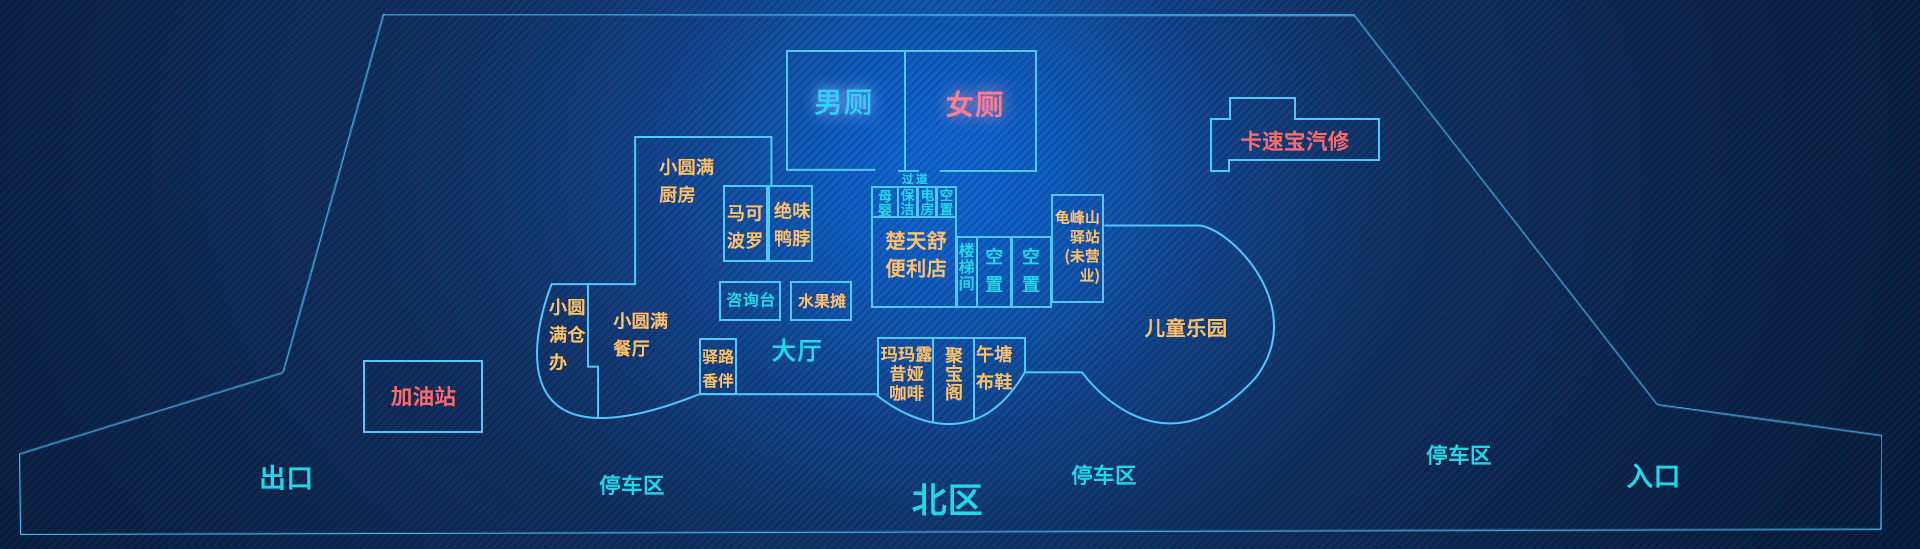 男厕
女厕
卡速宝汽修
小圆满
厨房
过道
母
婴
保
洁
电
房
空
置
马可
波罗
绝味
鸭脖
楚天舒
便利店
楼
梯
间
空
置
空
置
龟峰山
驿站
(未营
业)
咨询台
水果摊
小圆
满仓
办
小圆满
餐厅
驿路
香伴
大厅
玛玛露
昔娅
咖啡
聚
宝
阁
午塘
布鞋
儿童乐园
加油站
出口
停车区
北区
停车区
停车区
入口